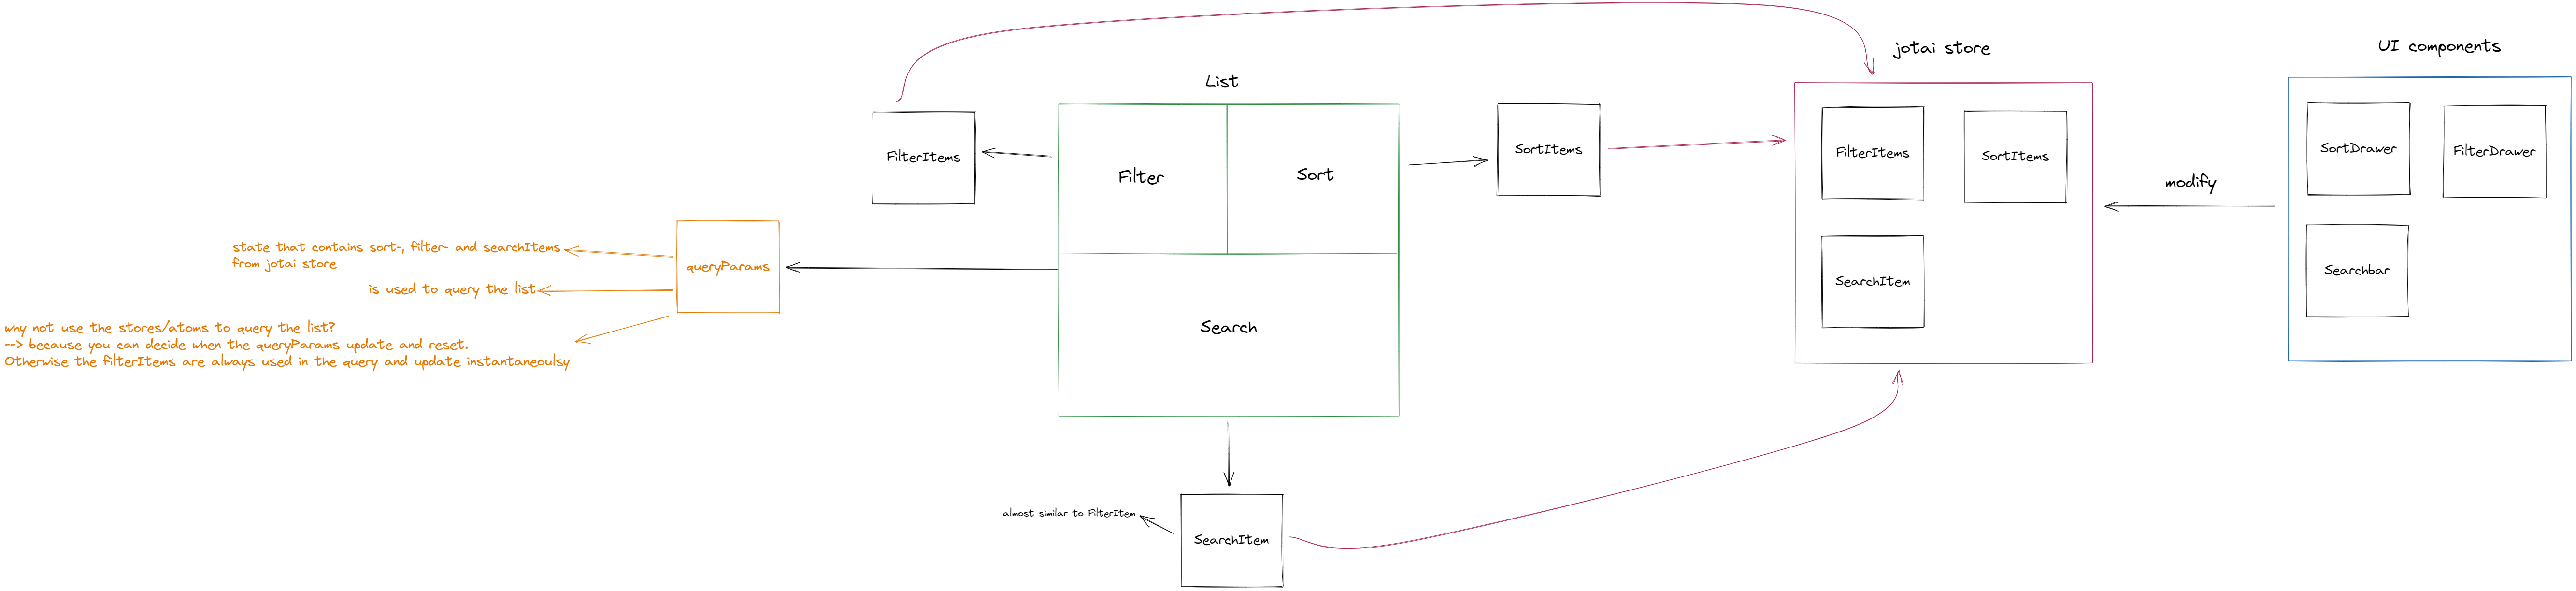 jotai store
UI components
List
FilterItems
Filter
Sort
SortItems
FilterItems
SortItems
SortDrawer
FilterDrawer
modify
state that contains sort-, filter- and searchItems
from jotai store
queryParams
is used to query the list
SearchItem
Searchbar
why not use the stores/atoms to query the list?
--> because you can decide when the queryParams update and reset.
Otherwise the filterItems are always used in the query and update instantaneoulsy
Search
almost similar to FilterItem
SearchItem